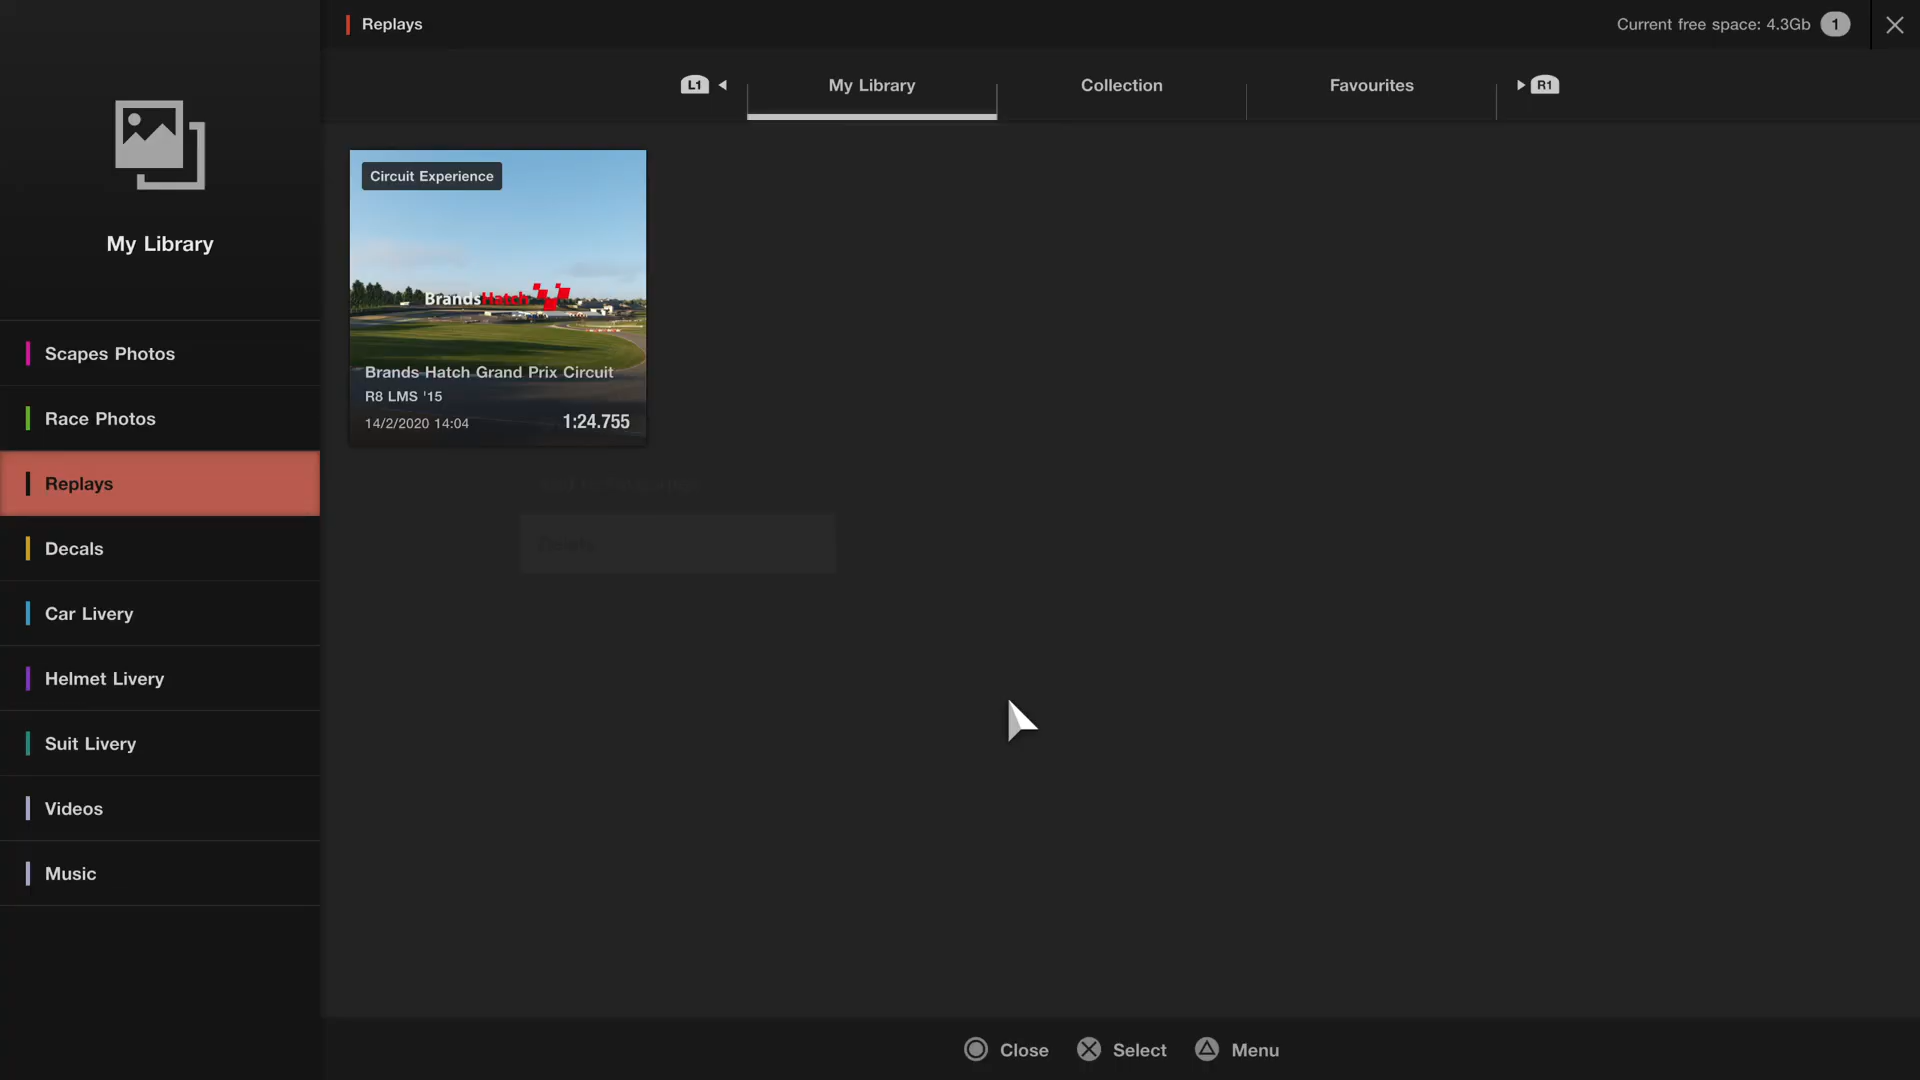 Replays
Current free space: 4.3Gb 1
L1 My Library Collection Favourites R1
My Library
Scapes Photos
Race Photos
Replays
Decals
Car Livery
Helmet Livery
Suit Livery
Videos
Music
Circuit Experience
BrandsHatch
Brands Hatch Grand Prix Circuit
R8 LMS '15
14/2/2020 14:04 1:24.755
Close Select Menu